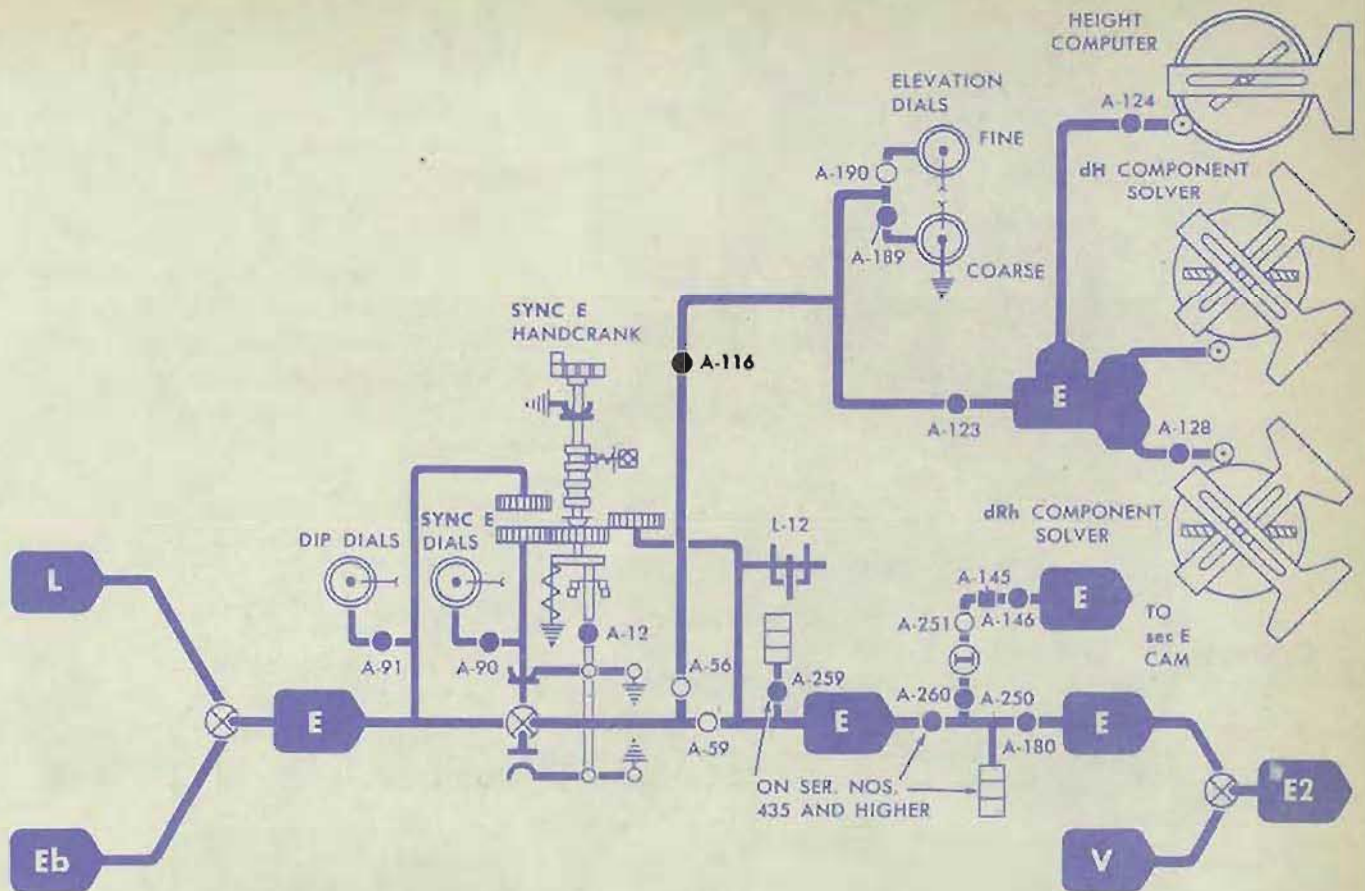 HEIGHT
COMPUTER
A-124
ELEVATION
DIALS
FINE
A-190
A-189
COARSE
dH COMPONENT
SOLVER
SYNC E
HANDCRANK
A-116
E
A-123
A-128
dRh COMPONENT
SOLVER
L-12
DIP DIALS
SYNC E
DIALS
L
A-91
A-90
A-12
A-56
A-259
A-145
E
A-251
A-146
TO
sec E
CAM
E
A-59
E
A-260
A-250
A-180
E
ON SER. NOS.
435 AND HIGHER
E2
Eb
V